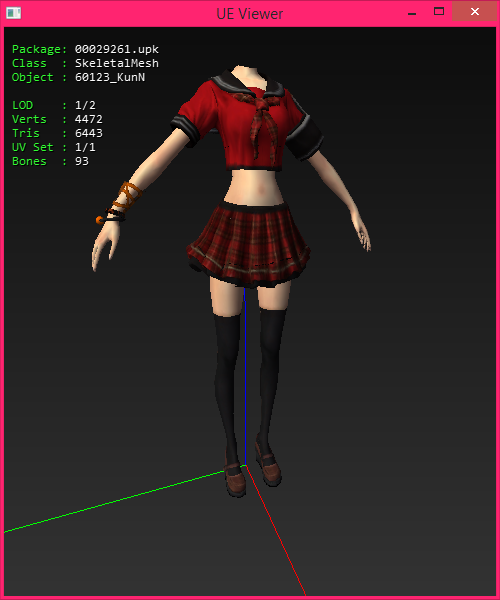 UE Viewer
Package: 00029261.upk
Class  : SkeletalMesh
Object : 60123_KunN
LOD    : 1/2
Verts  : 4472
Tris   : 6443
UV Set : 1/1
Bones  : 93